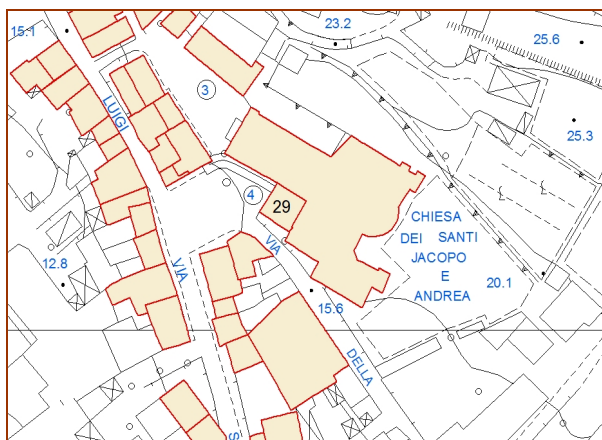 15.1
23.2
25.6
3
LUIGI
25.3
4
29
CHIESA
DEI SANTI
JACOPO
E
ANDREA
VIA
VIA
12.8
20.1
15.6
DELLA
S